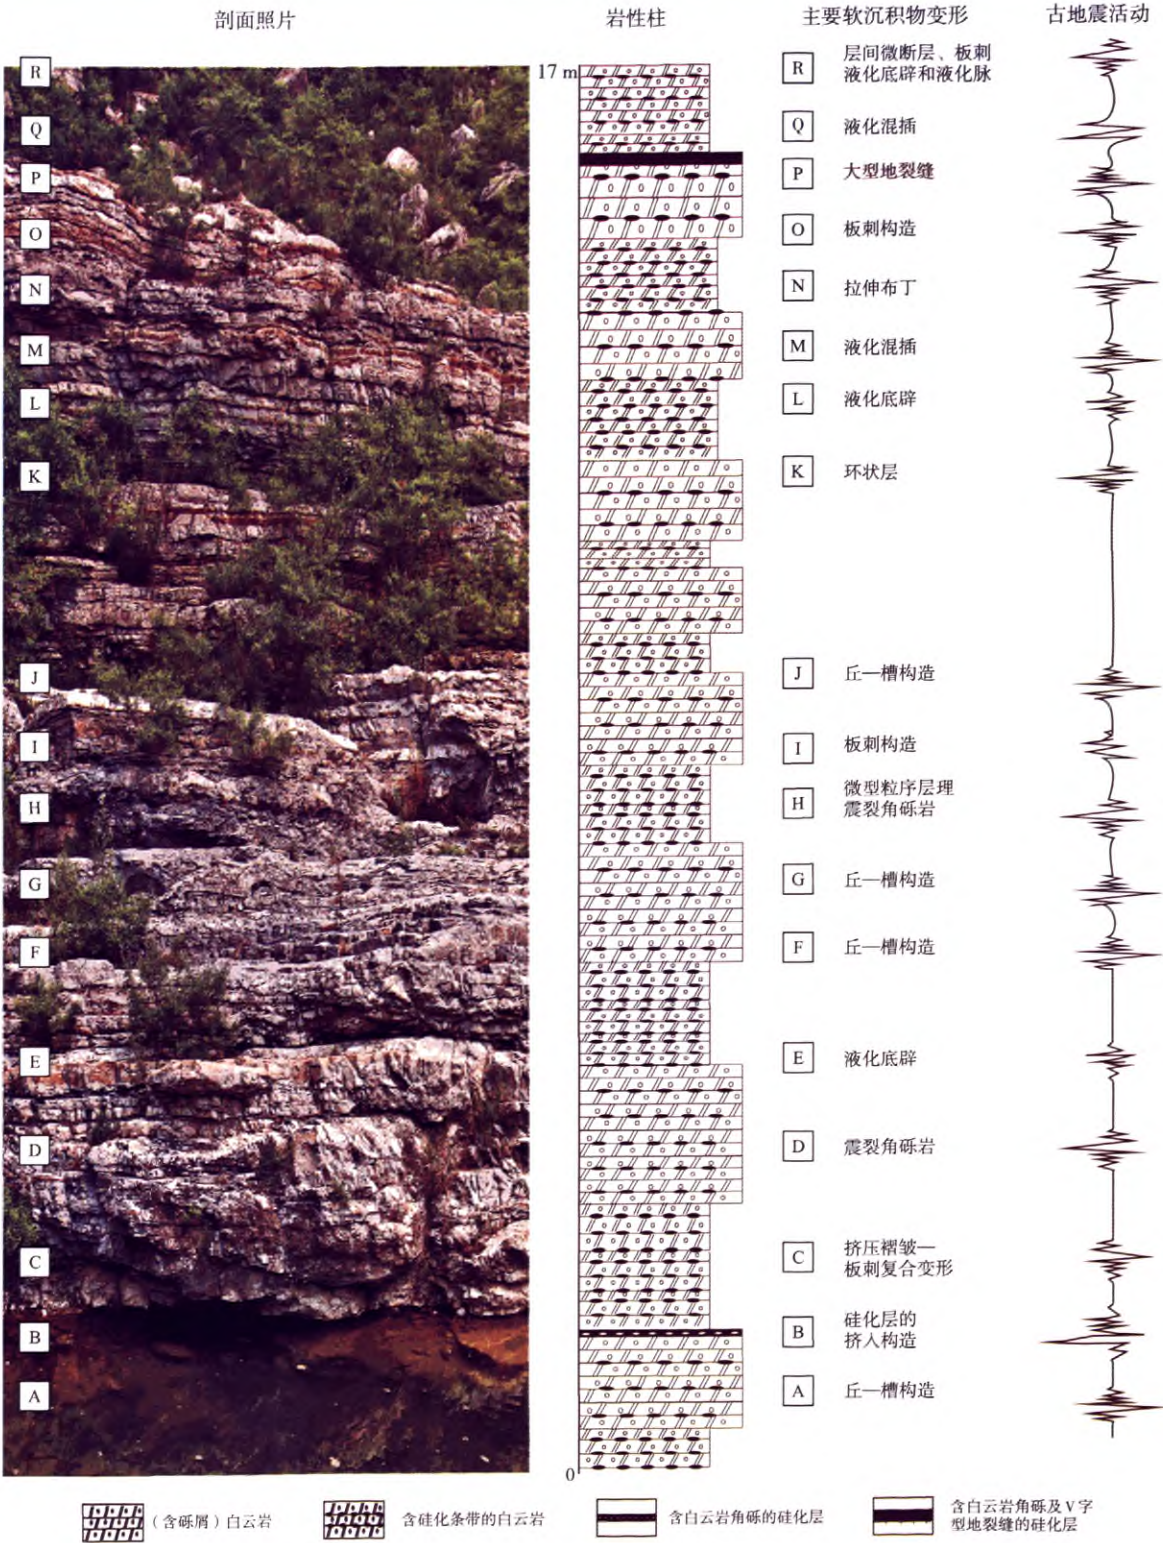 剖面照片 岩性柱 主要软沉积物变形 古地震活动
R 17 m R 层间微断层、板刺
液化底辟和液化脉
Q Q 液化混插
P P 大型地裂缝
O O 板刺构造
N N 拉伸布丁
M M 液化混插
L L 液化底辟
K K 环状层
J J 丘—槽构造
I I 板刺构造
H H 微型粒序层理
震裂角砾岩
G G 丘—槽构造
F F 丘—槽构造
E E 液化底辟
D D 震裂角砾岩
C C 挤压褶皱—
板刺复合变形
B B 硅化层的
挤入构造
A A 丘—槽构造
0
(含砾屑)白云岩 含硅化条带的白云岩 含白云岩角砾的硅化层 含白云岩角砾及V字
型地裂缝的硅化层